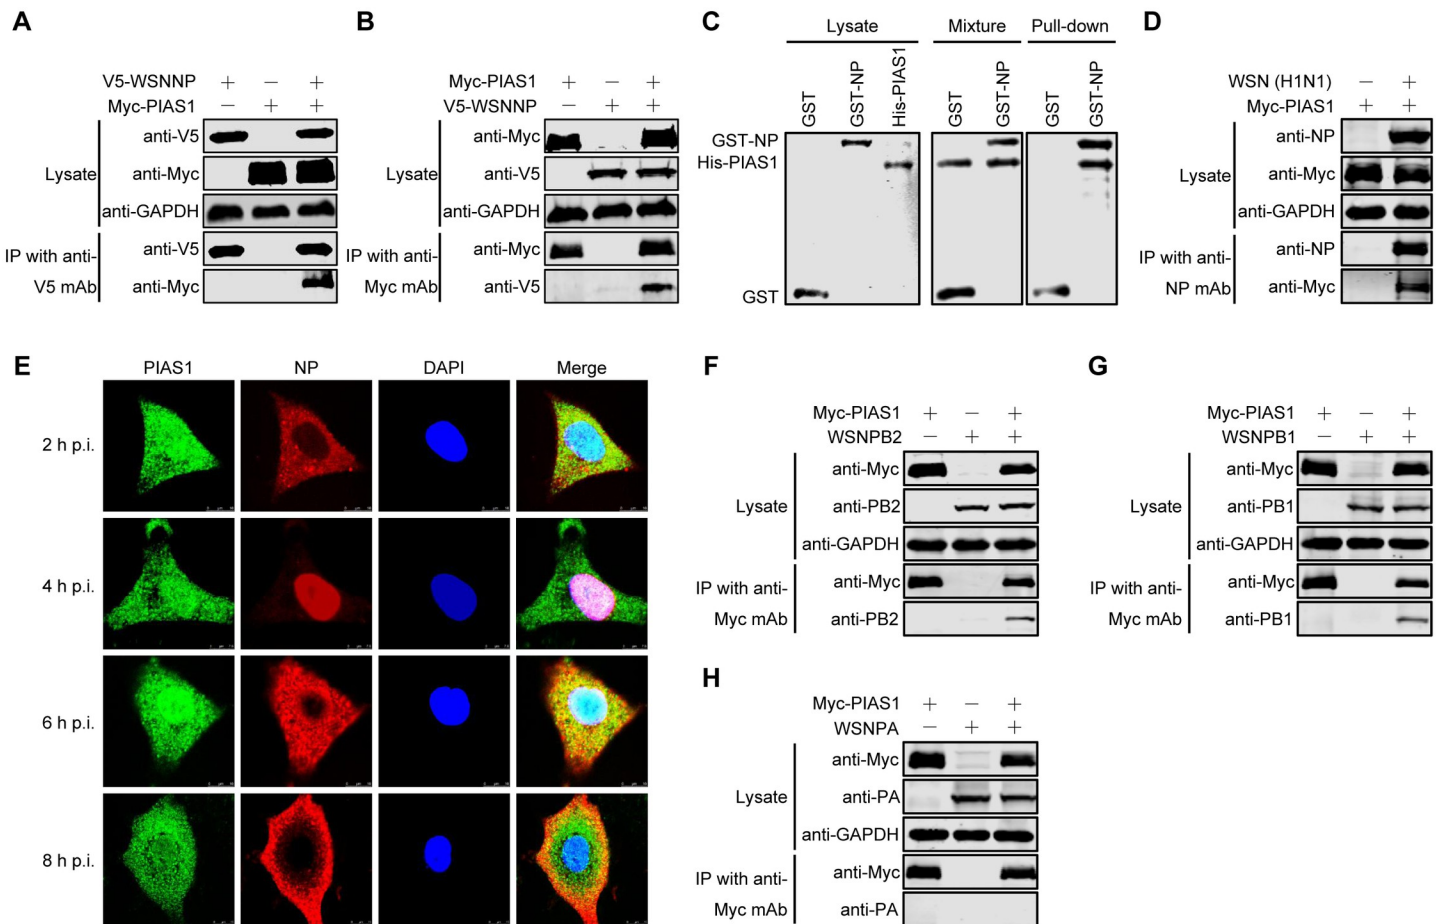 A
V5-WSNNP + − +
Myc-PIAS1 − + +
Lysate
anti-V5
anti-Myc
anti-GAPDH
IP with anti-
V5 mAb
anti-V5
anti-Myc
B
Myc-PIAS1 + − +
V5-WSNNP − + +
Lysate
anti-Myc
anti-V5
anti-GAPDH
IP with anti-
Myc mAb
anti-Myc
anti-V5
C
Lysate Mixture Pull-down
GST GST-NP His-PIAS1 GST GST-NP GST GST-NP
GST-NP
His-PIAS1
GST
D
WSN (H1N1) − +
Myc-PIAS1 + +
Lysate
anti-NP
anti-Myc
anti-GAPDH
IP with anti-
NP mAb
anti-NP
anti-Myc
E
PIAS1 NP DAPI Merge
2 h p.i.
4 h p.i.
6 h p.i.
8 h p.i.
F
Myc-PIAS1 + − +
WSNPB2 − + +
Lysate
anti-Myc
anti-PB2
anti-GAPDH
IP with anti-
Myc mAb
anti-Myc
anti-PB2
G
Myc-PIAS1 + − +
WSNPB1 − + +
Lysate
anti-Myc
anti-PB1
anti-GAPDH
IP with anti-
Myc mAb
anti-Myc
anti-PB1
H
Myc-PIAS1 + − +
WSNPA − + +
Lysate
anti-Myc
anti-PA
anti-GAPDH
IP with anti-
Myc mAb
anti-Myc
anti-PA